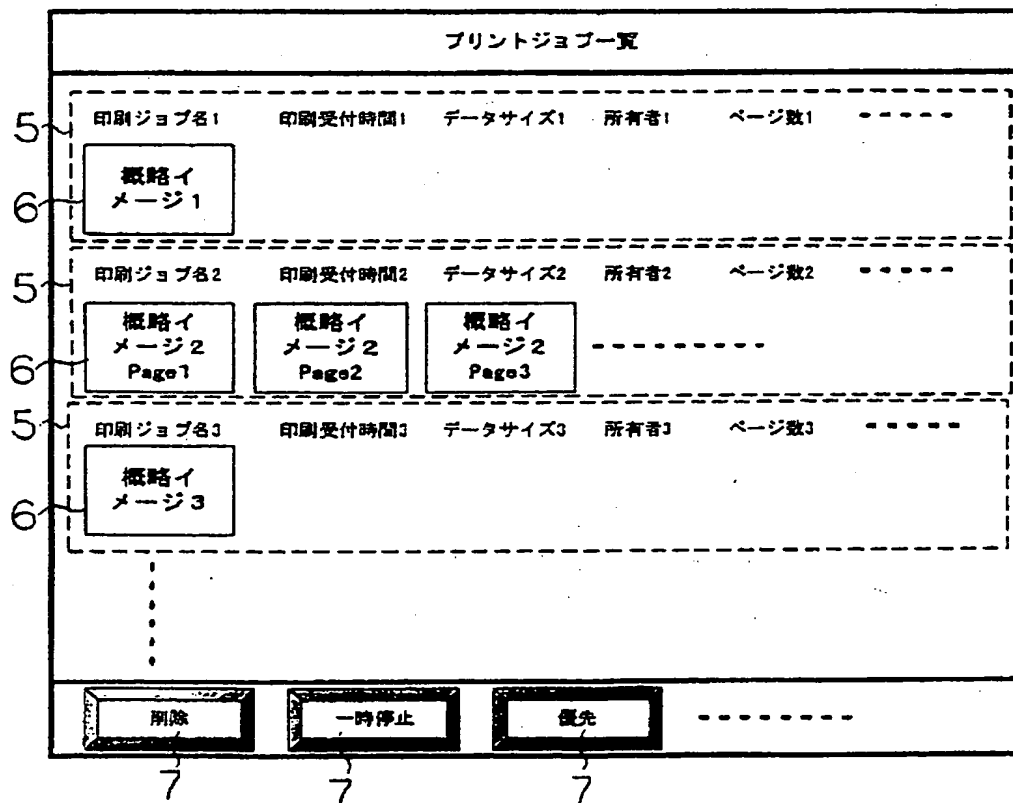 プリントジョブ一覧
5 印刷ジョブ名1 印刷受付時間1 データサイズ1 所有者1 ページ数1
6 概略イ
メージ1
5 印刷ジョブ名2 印刷受付時間2 データサイズ2 所有者2 ページ数2
概略イ 概略イ 概略イ
メージ2 メージ2 メージ2
6 Page1 Page2 Page3
5 印刷ジョブ名3 印刷受付時間3 データサイズ3 所有者3 ページ数3
概略イ
6 メージ3
削除 一時停止 優先
7 7 7